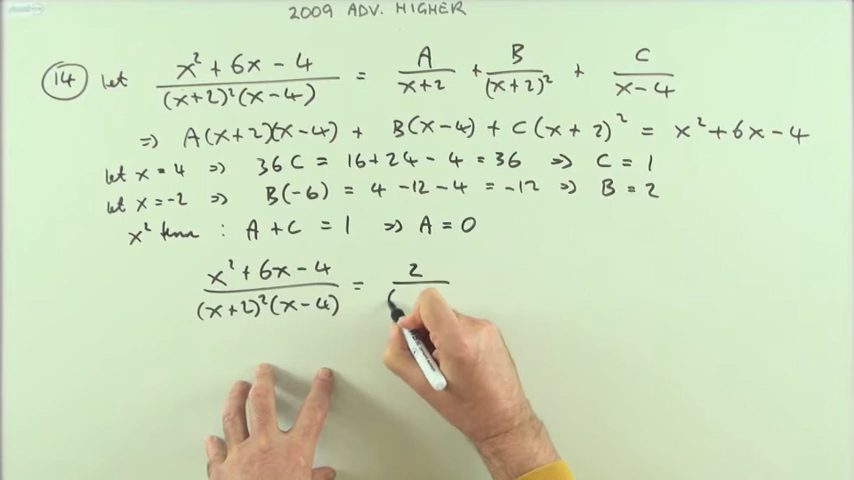 2009 ADV. HIGHER
14 let (x² + 6x - 4)/((x+2)²(x-4)) = A/(x+2) + B/(x+2)² + C/(x-4)
=> A(x+2)(x-4) + B(x-4) + C(x+2)² = x²+6x-4
let x = 4 => 36C = 16+24-4 = 36 => C = 1
let x = -2 => B(-6) = 4 -12 -4 = -12 => B = 2
x² term : A + C = 1 => A = 0
(x² + 6x - 4)/((x+2)²(x-4)) = 2/(